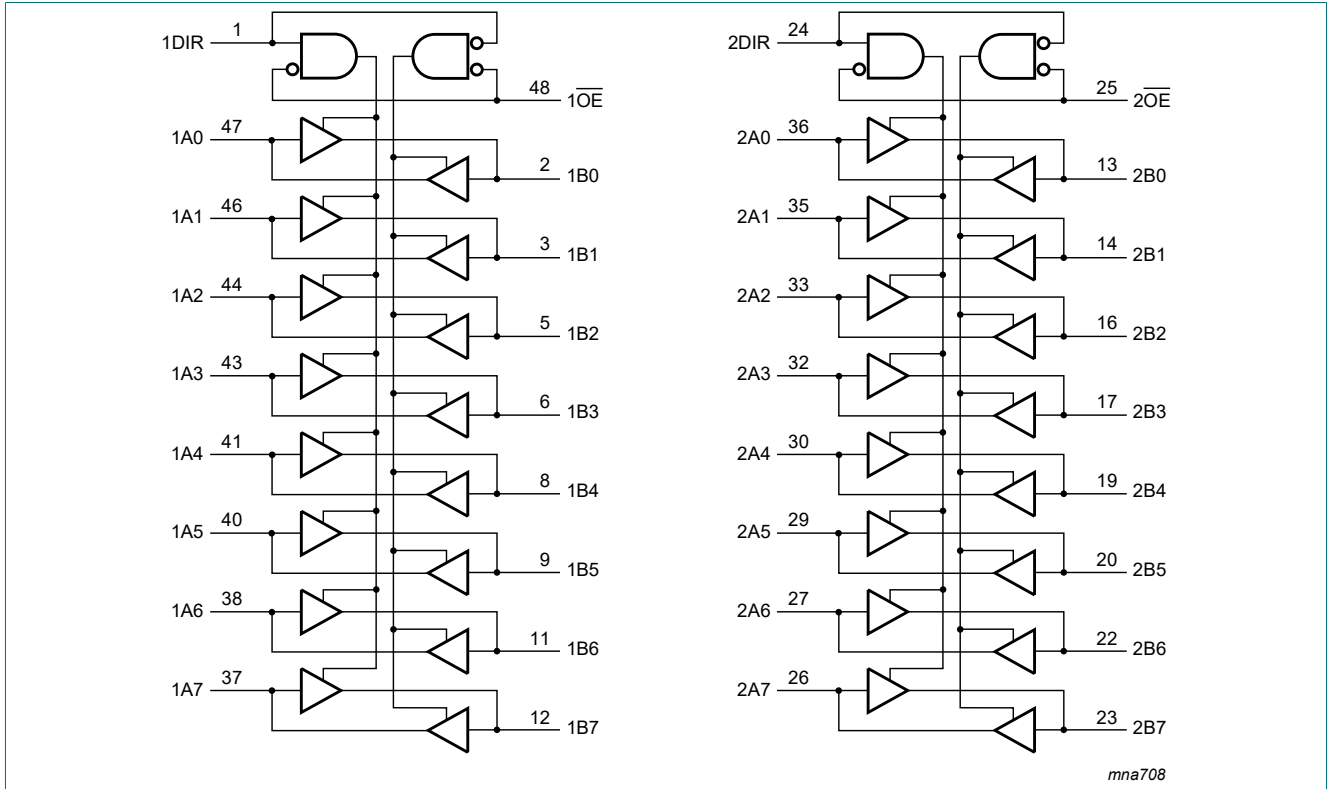 1DIR 1 2DIR 24
48 1O̅E̅ 25 2O̅E̅
1A0 47 2A0 36
2 1B0 13 2B0
1A1 46 2A1 35
3 1B1 14 2B1
1A2 44 2A2 33
5 1B2 16 2B2
1A3 43 2A3 32
6 1B3 17 2B3
1A4 41 2A4 30
8 1B4 19 2B4
1A5 40 2A5 29
9 1B5 20 2B5
1A6 38 2A6 27
11 1B6 22 2B6
1A7 37 2A7 26
12 1B7 23 2B7
mna708